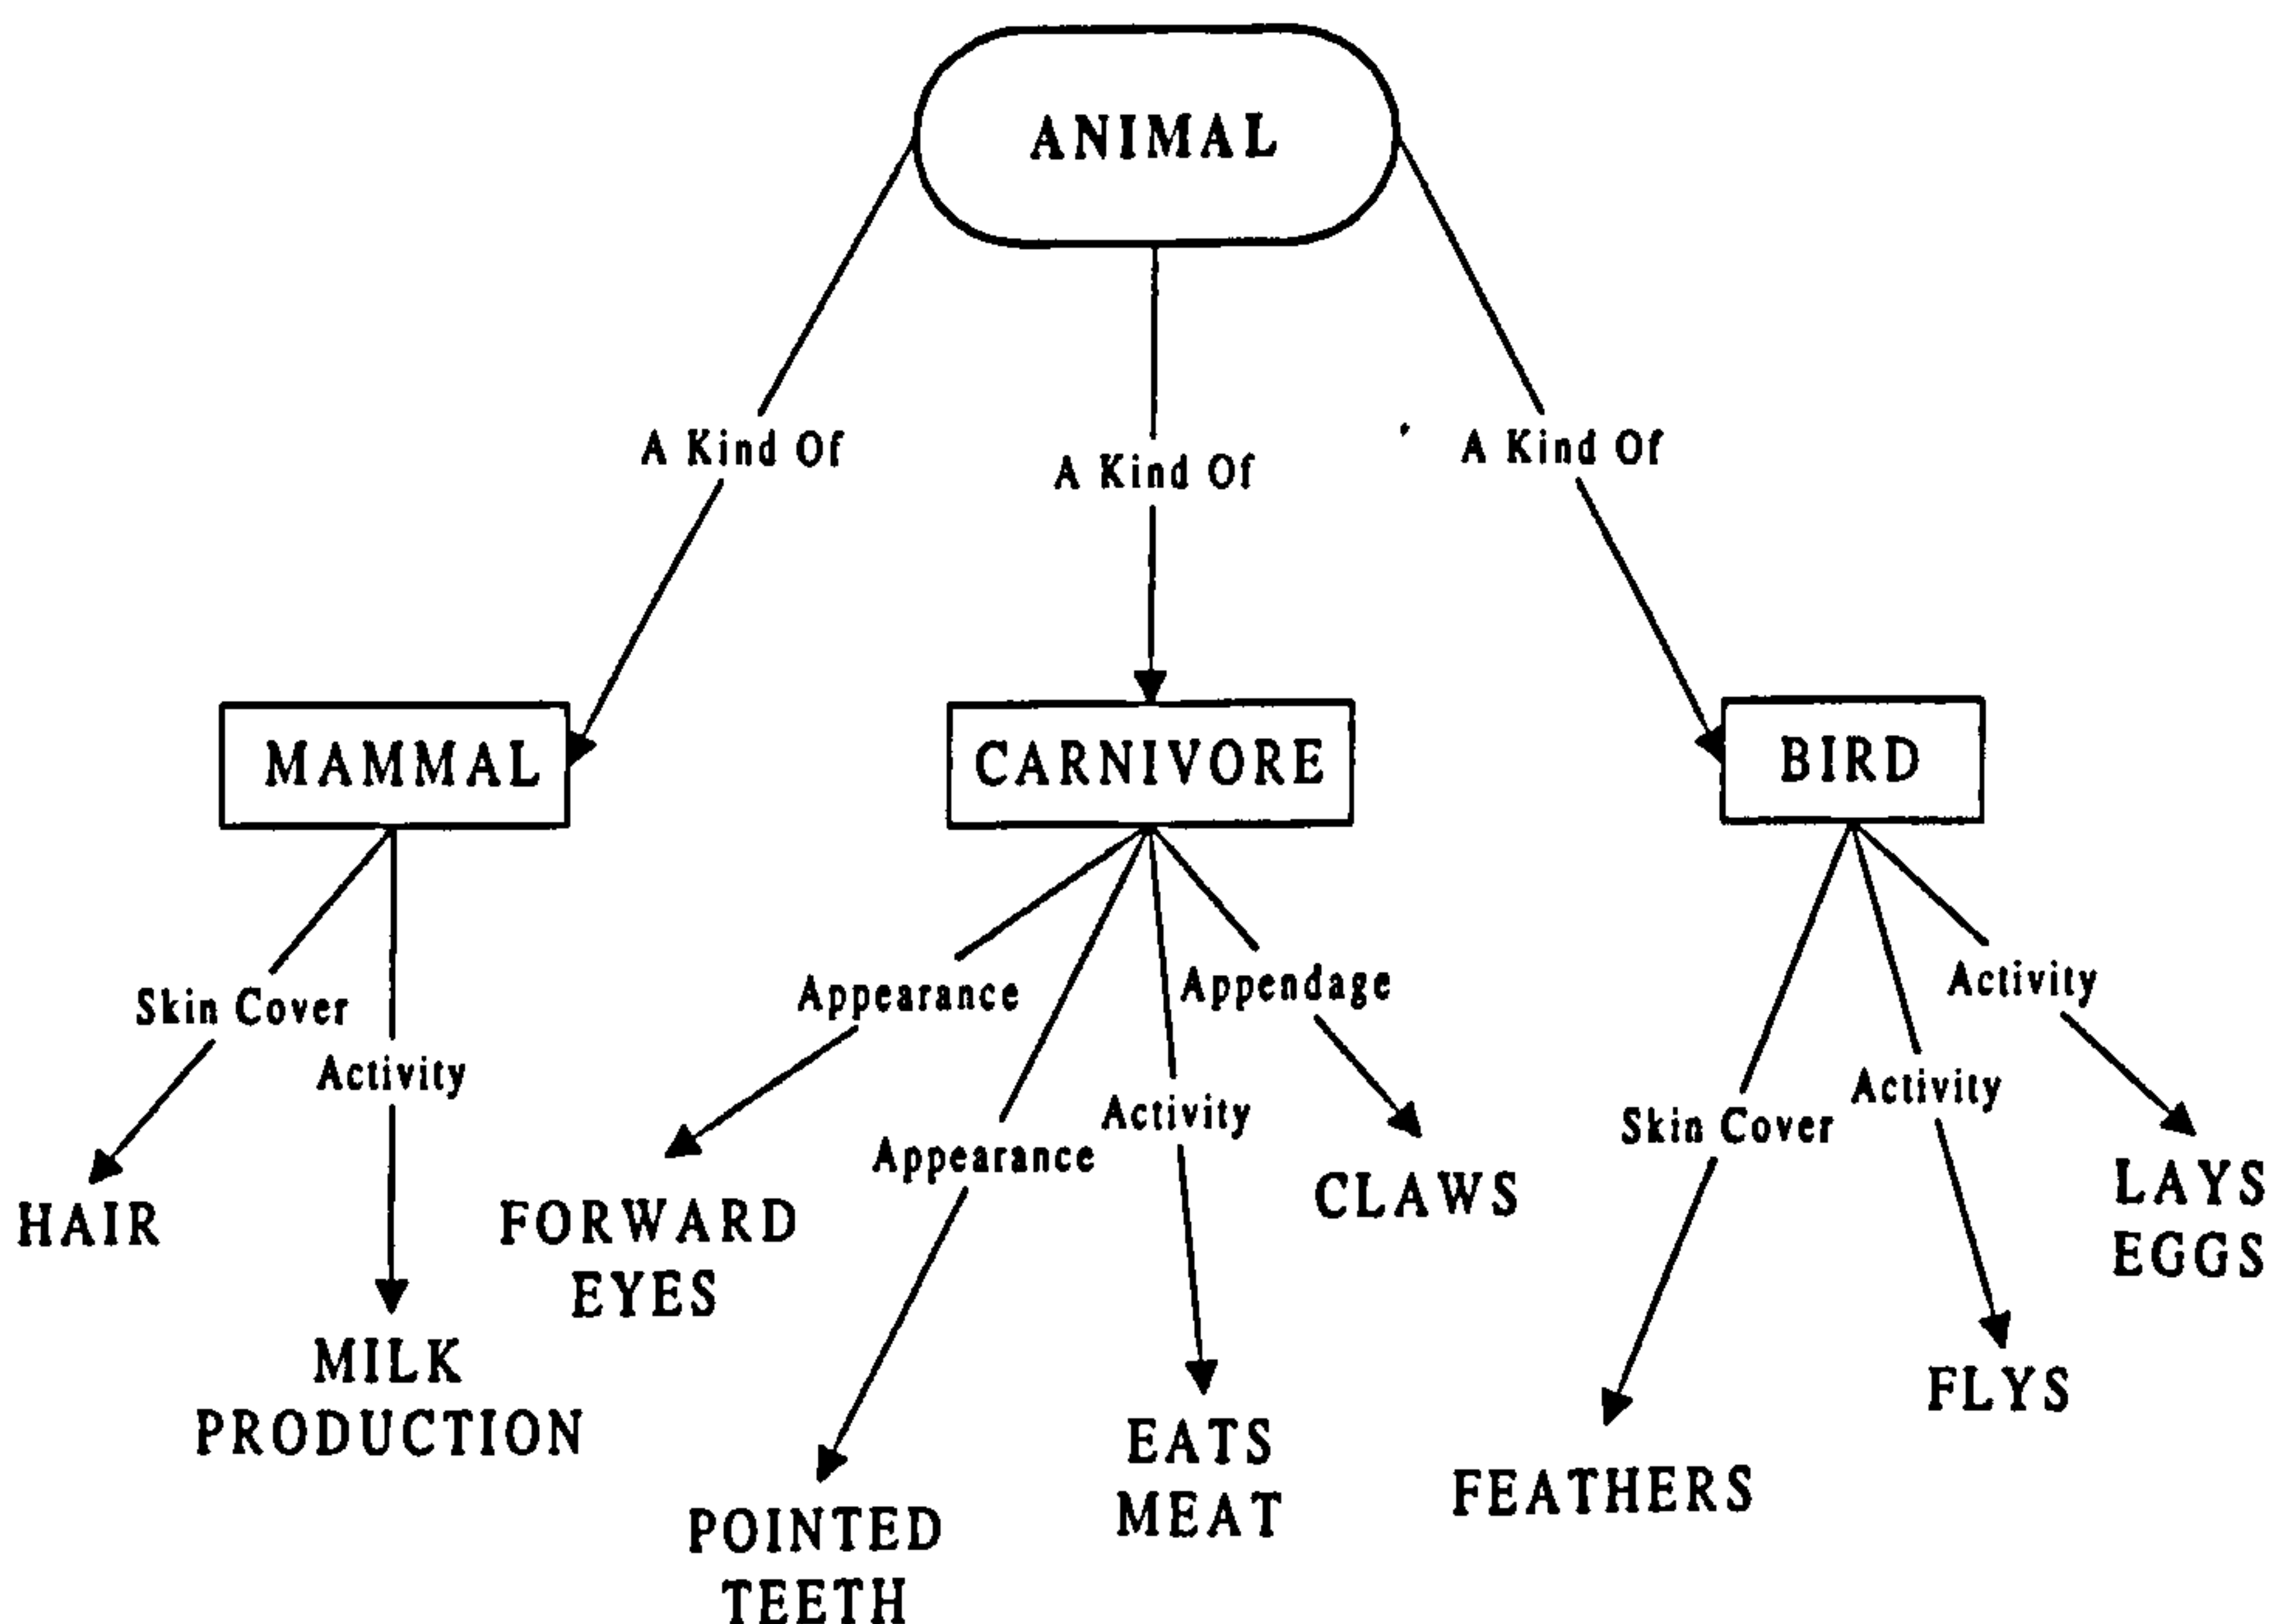 ANIMAL
A Kind Of
A Kind Of
A Kind Of
MAMMAL
CARNIVORE
BIRD
Skin Cover
Activity
Appearance
Appearance
Activity
Appendage
Skin Cover
Activity
Activity
HAIR
MILK
PRODUCTION
FORWARD
EYES
POINTED
TEETH
EATS
MEAT
CLAWS
FEATHERS
FLYS
LAYS
EGGS